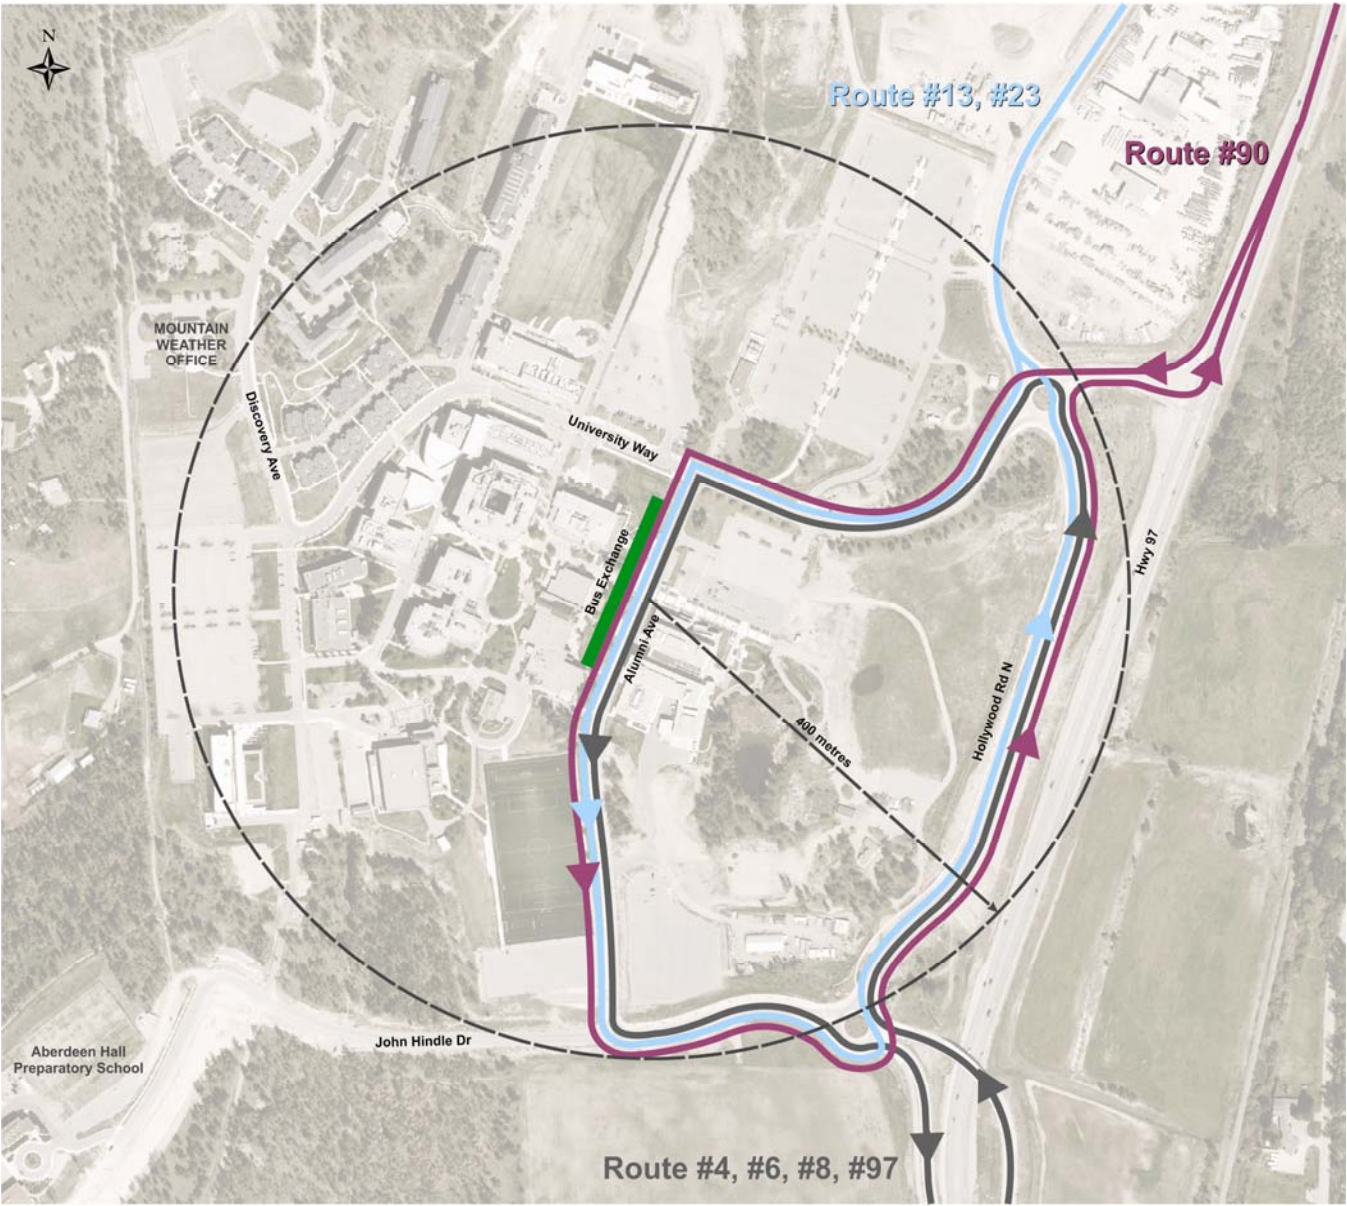 N
Route #13, #23
Route #90
MOUNTAIN
WEATHER
OFFICE
Discovery Ave
University Way
Bus Exchange
Alumni Ave
Hwy 97
Hollywood Rd N
400 metres
John Hindle Dr
Aberdeen Hall
Preparatory School
Route #4, #6, #8, #97